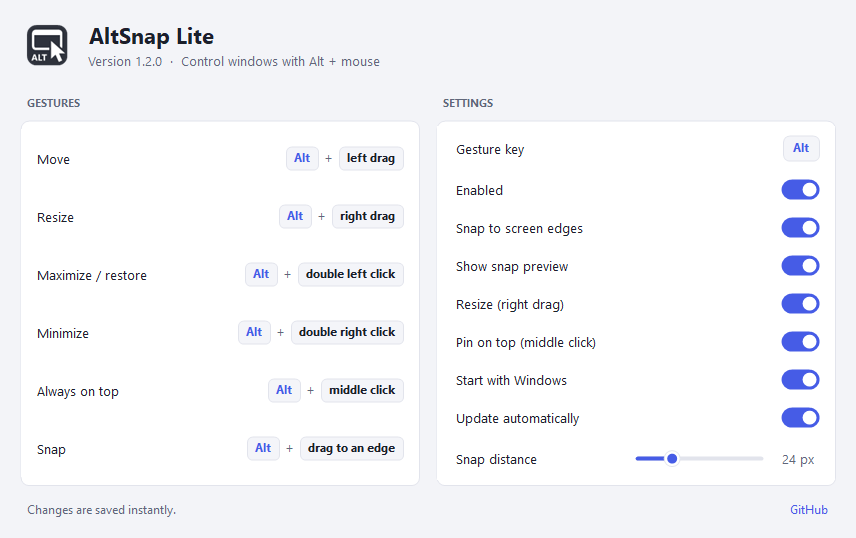 ALT
AltSnap Lite
Version 1.2.0 · Control windows with Alt + mouse
GESTURES
Move Alt + left drag
Resize Alt + right drag
Maximize / restore Alt + double left click
Minimize Alt + double right click
Always on top Alt + middle click
Snap Alt + drag to an edge
SETTINGS
Gesture key Alt
Enabled
Snap to screen edges
Show snap preview
Resize (right drag)
Pin on top (middle click)
Start with Windows
Update automatically
Snap distance 24 px
Changes are saved instantly.
GitHub